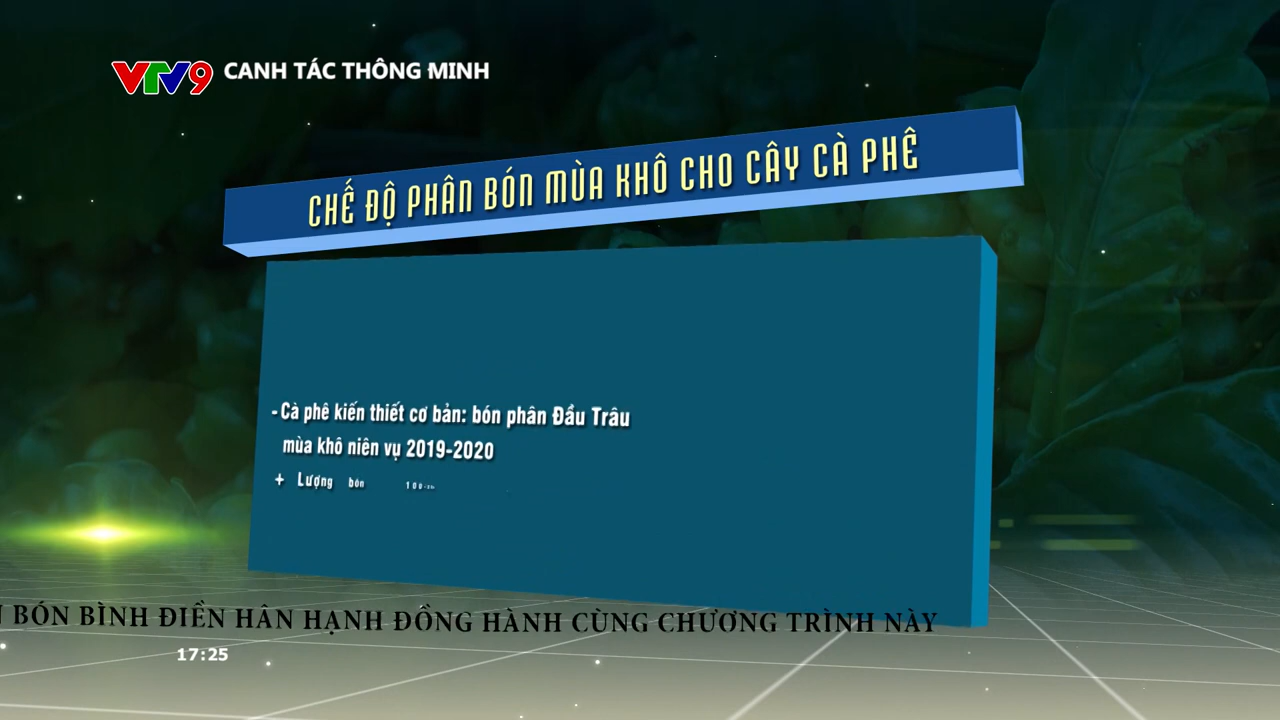 VTV9 CANH TÁC THÔNG MINH
CHẾ ĐỘ PHÂN BÓN MÙA KHÔ CHO CÂY CÀ PHÊ
- Cà phê kiến thiết cơ bản: bón phân Đầu Trâu
mùa khô niên vụ 2019-2020
+ Lượng bón
BÓN BÌNH ĐIỀN HÂN HẠNH ĐỒNG HÀNH CÙNG CHƯƠNG TRÌNH NÀY
17:25